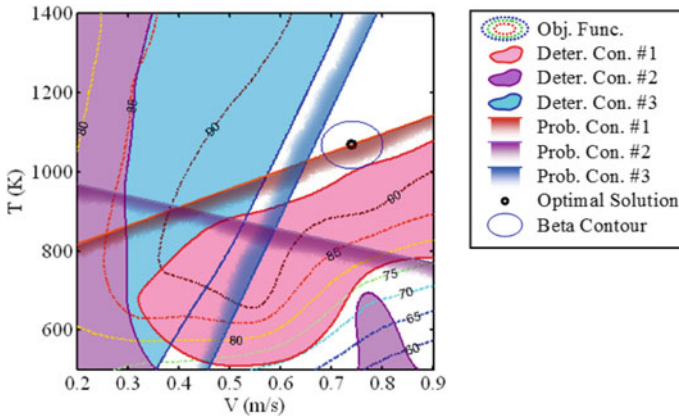 1400
1200
1000
800
600
T (K)
0.2 0.3 0.4 0.5 0.6 0.7 0.8 0.9
V (m/s)
80
85
90
90
85
80
75
70
65
60
Obj. Func.
Deter. Con. #1
Deter. Con. #2
Deter. Con. #3
Prob. Con. #1
Prob. Con. #2
Prob. Con. #3
Optimal Solution
Beta Contour